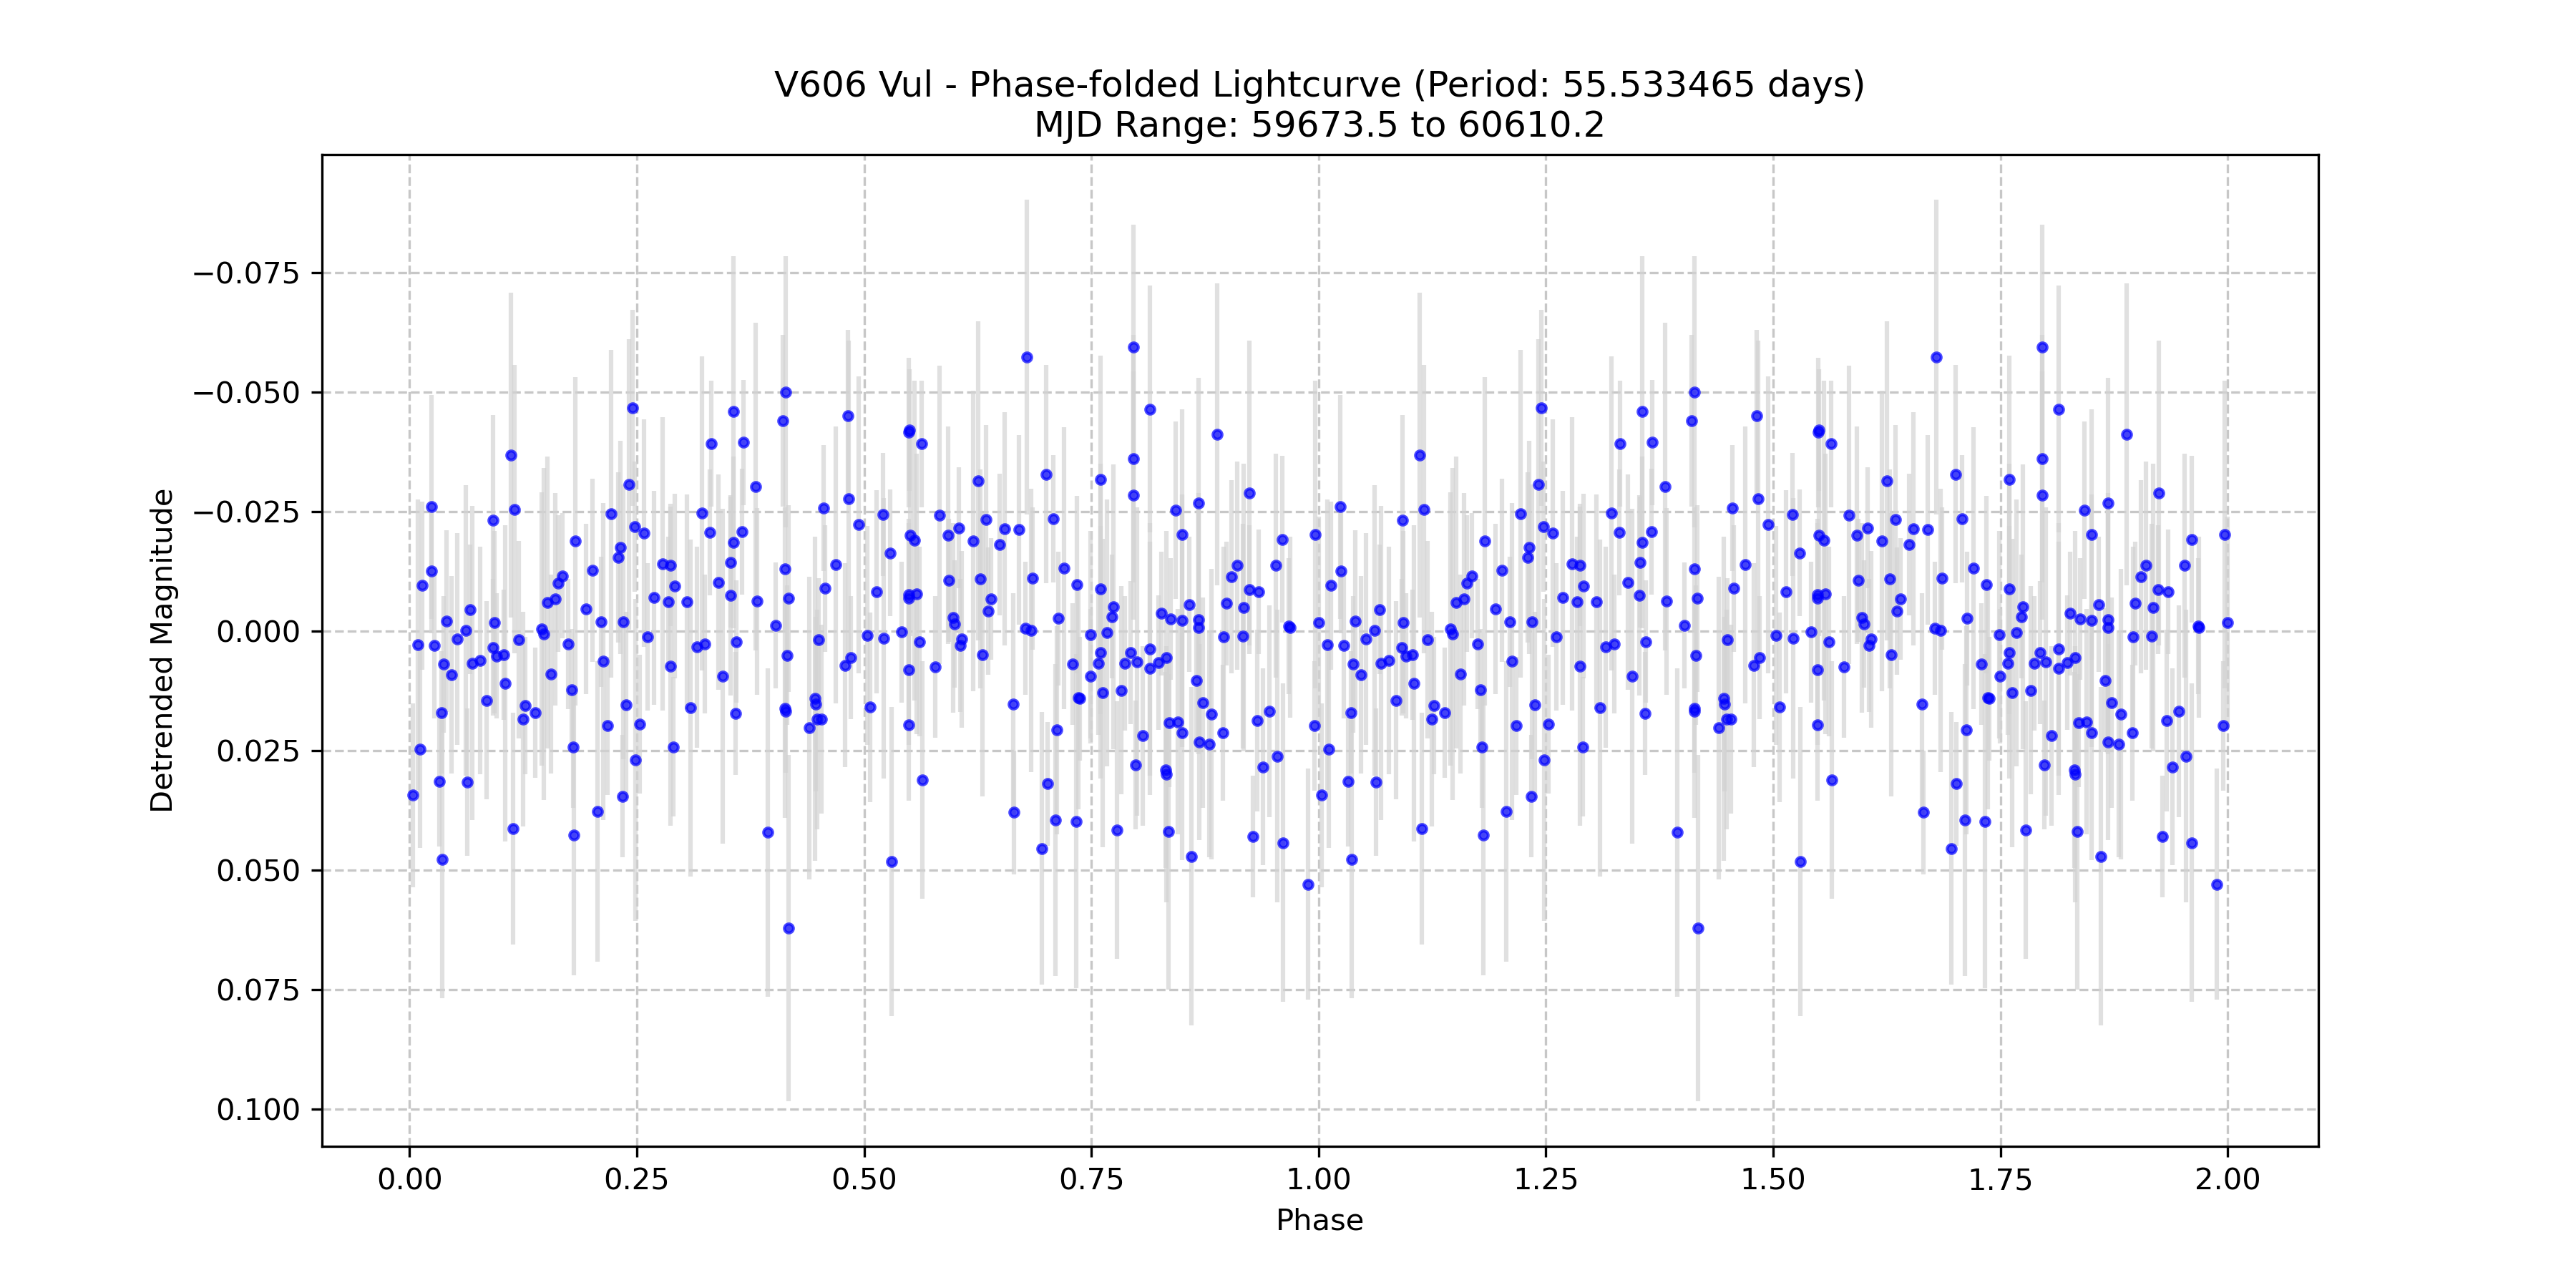 V606 Vul - Phase-folded Lightcurve (Period: 55.533465 days)
MJD Range: 59673.5 to 60610.2
Detrended Magnitude
−0.075
−0.050
−0.025
0.000
0.025
0.050
0.075
0.100
0.00 0.25 0.50 0.75 1.00 1.25 1.50 1.75 2.00
Phase